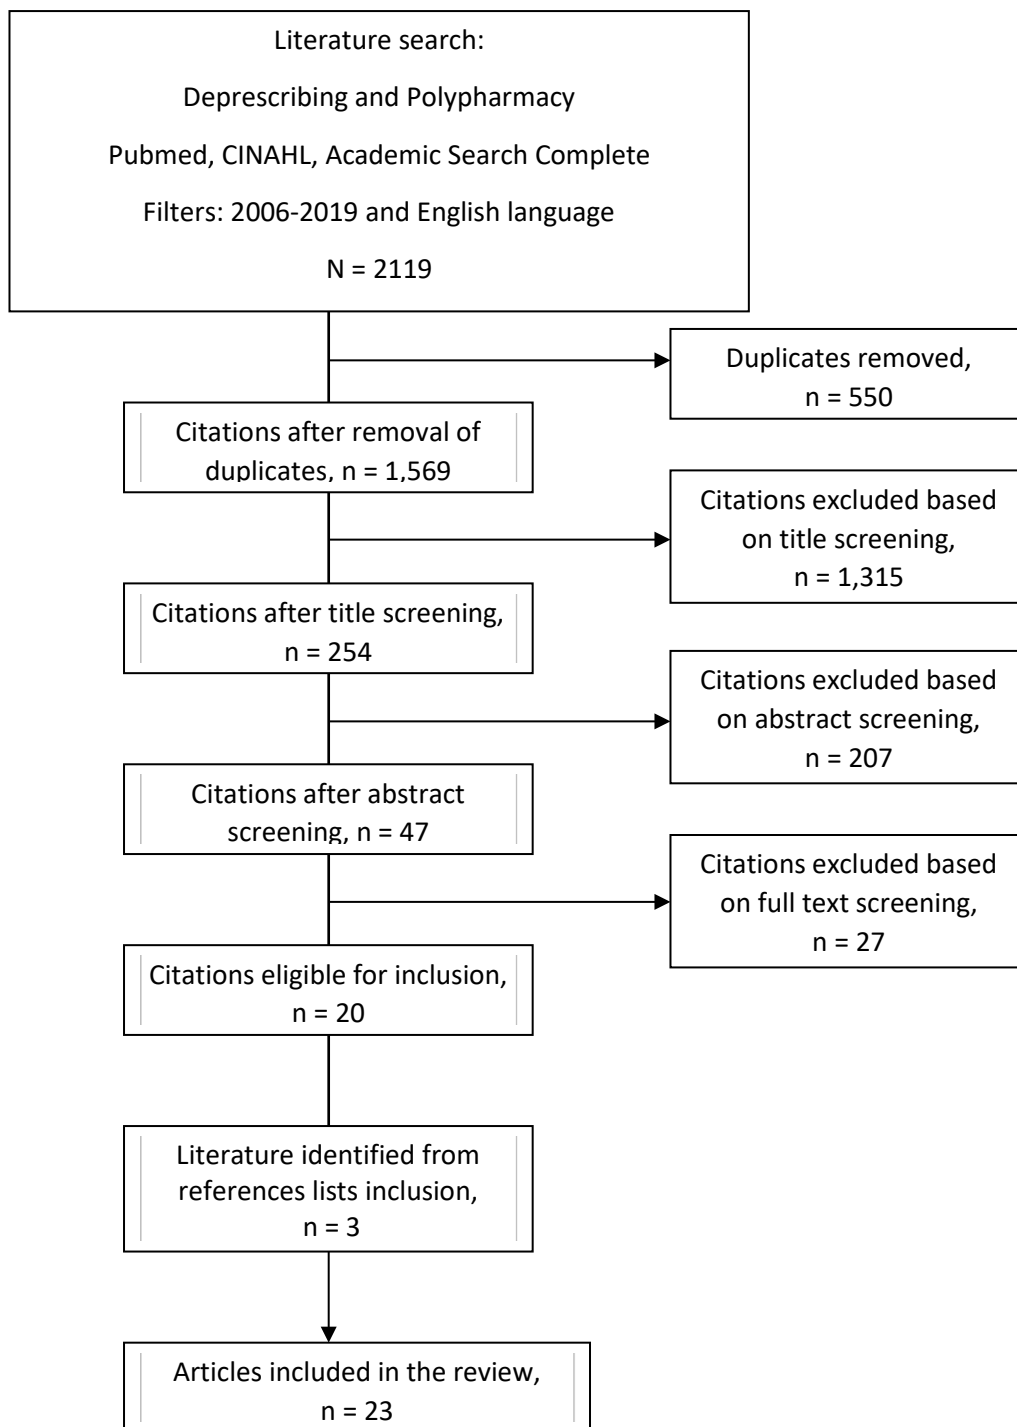 Literature search:
Deprescribing and Polypharmacy
Pubmed, CINAHL, Academic Search Complete
Filters: 2006-2019 and English language
N = 2119
Duplicates removed,
n = 550
Citations after removal of
duplicates, n = 1,569
Citations excluded based
on title screening,
n = 1,315
Citations after title screening,
n = 254
Citations excluded based
on abstract screening,
n = 207
Citations after abstract
screening, n = 47
Citations excluded based
on full text screening,
n = 27
Citations eligible for inclusion,
n = 20
Literature identified from
references lists inclusion,
n = 3
Articles included in the review,
n = 23